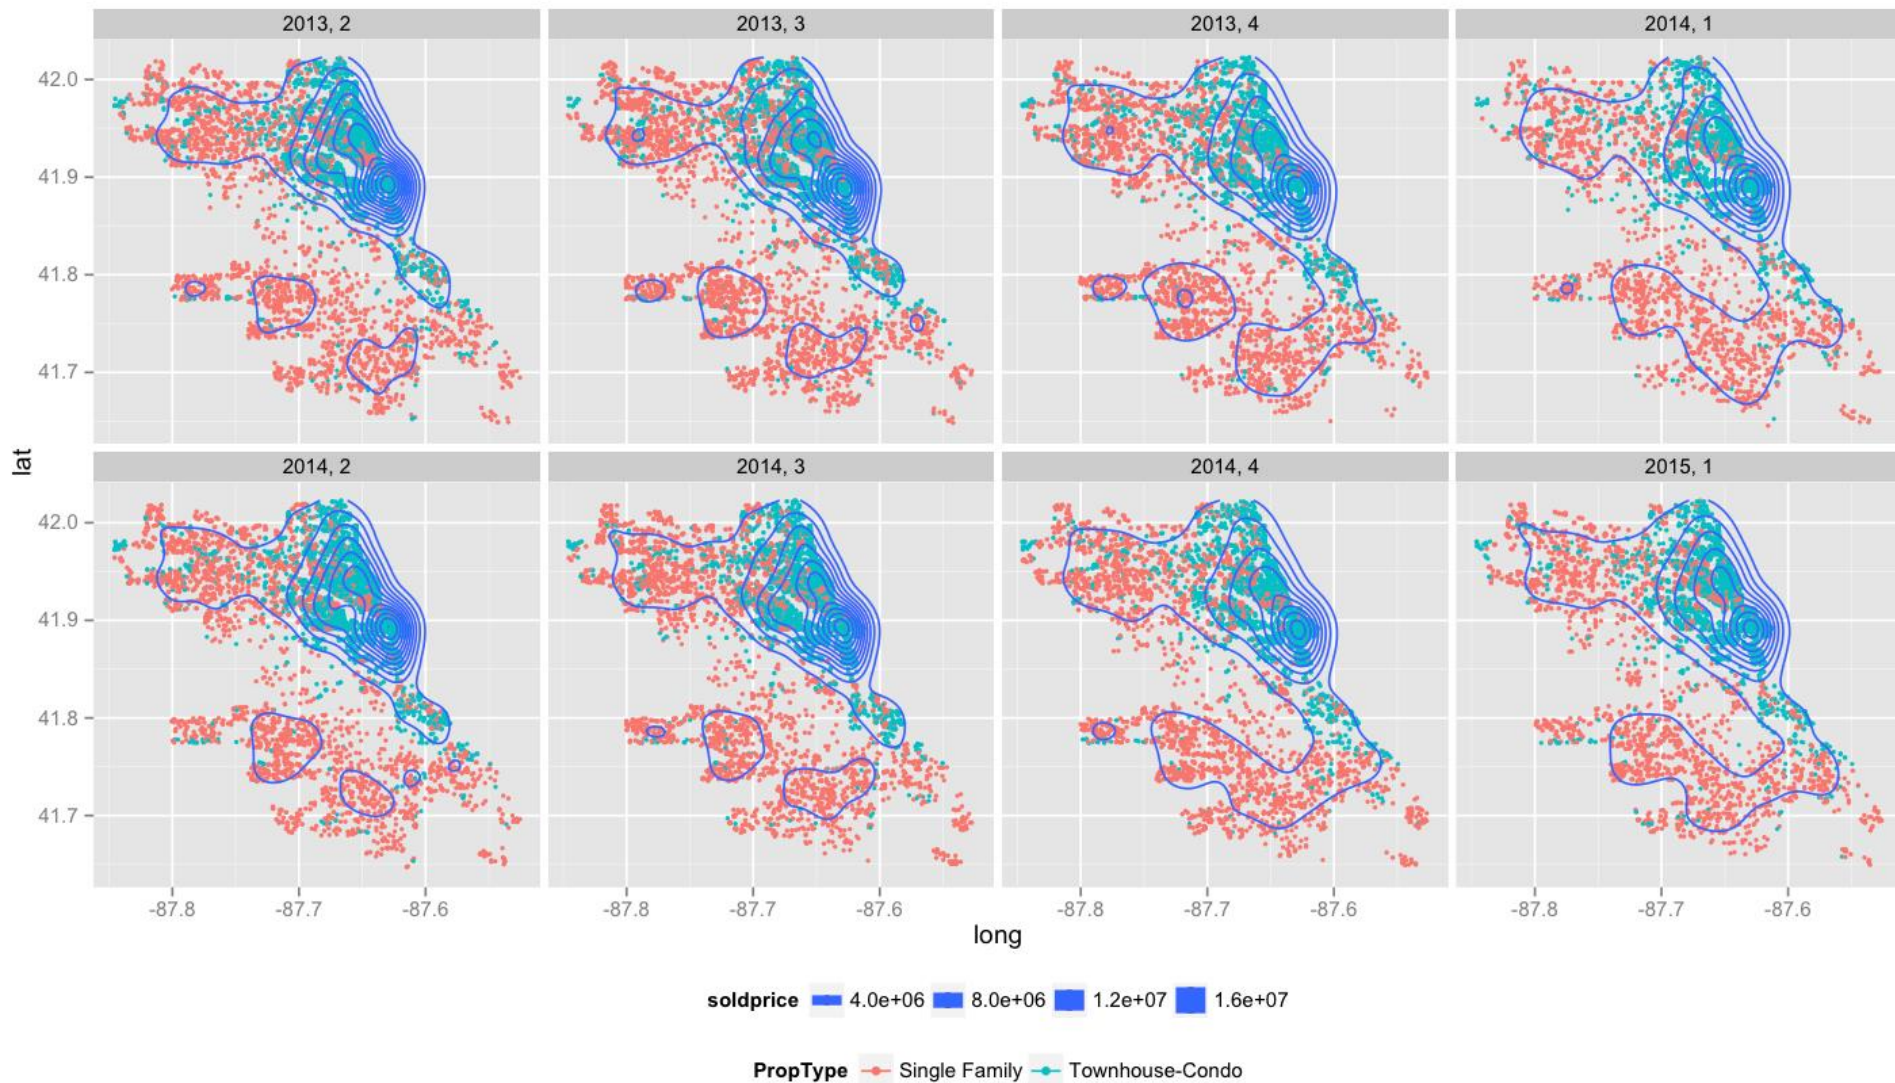 2013, 2 2013, 3 2013, 4 2014, 1
42.0
41.9
41.8
41.7
lat
2014, 2 2014, 3 2014, 4 2015, 1
42.0
41.9
41.8
41.7
-87.8 -87.7 -87.6 -87.8 -87.7 -87.6 -87.8 -87.7 -87.6 -87.8 -87.7 -87.6
long
soldprice 4.0e+06 8.0e+06 1.2e+07 1.6e+07
PropType Single Family Townhouse-Condo